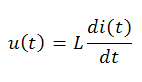 u(t) = L di(t)/dt